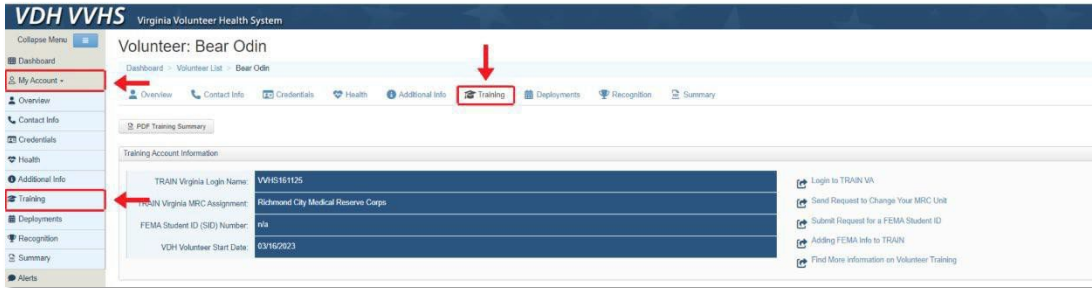 VDH VVHS Virginia Volunteer Health System
Collapse Menu
Dashboard
My Account
Overview
Contact Info
Credentials
Health
Additional Info
Training
Deployments
Recognition
Summary
Alerts
Volunteer: Bear Odin
Dashboard > Volunteer List > Bear Odin
Overview Contact Info Credentials Health Additional Info Training Deployments Recognition Summary
PDF Training Summary
Training Account Information
TRAIN Virginia Login Name: VVHS161125
TRAIN Virginia MRC Assignment: Richmond City Medical Reserve Corps
FEMA Student ID (SID) Number: n/a
VDH Volunteer Start Date: 03/16/2023
Login to TRAIN VA
Send Request to Change Your MRC Unit
Submit Request for a FEMA Student ID
Adding FEMA Info to TRAIN
Find More information on Volunteer Training